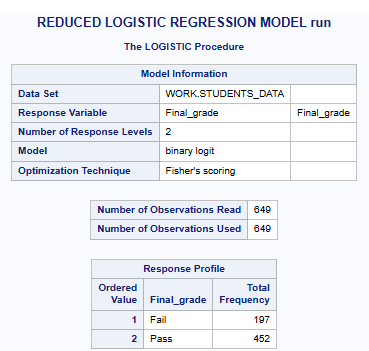 REDUCED LOGISTIC REGRESSION MODEL run
The LOGISTIC Procedure
Model Information
Data Set WORK.STUDENTS_DATA
Response Variable Final_grade Final_grade
Number of Response Levels 2
Model binary logit
Optimization Technique Fisher's scoring
Number of Observations Read 649
Number of Observations Used 649
Response Profile
Ordered Value Final_grade Total Frequency
1 Fail 197
2 Pass 452